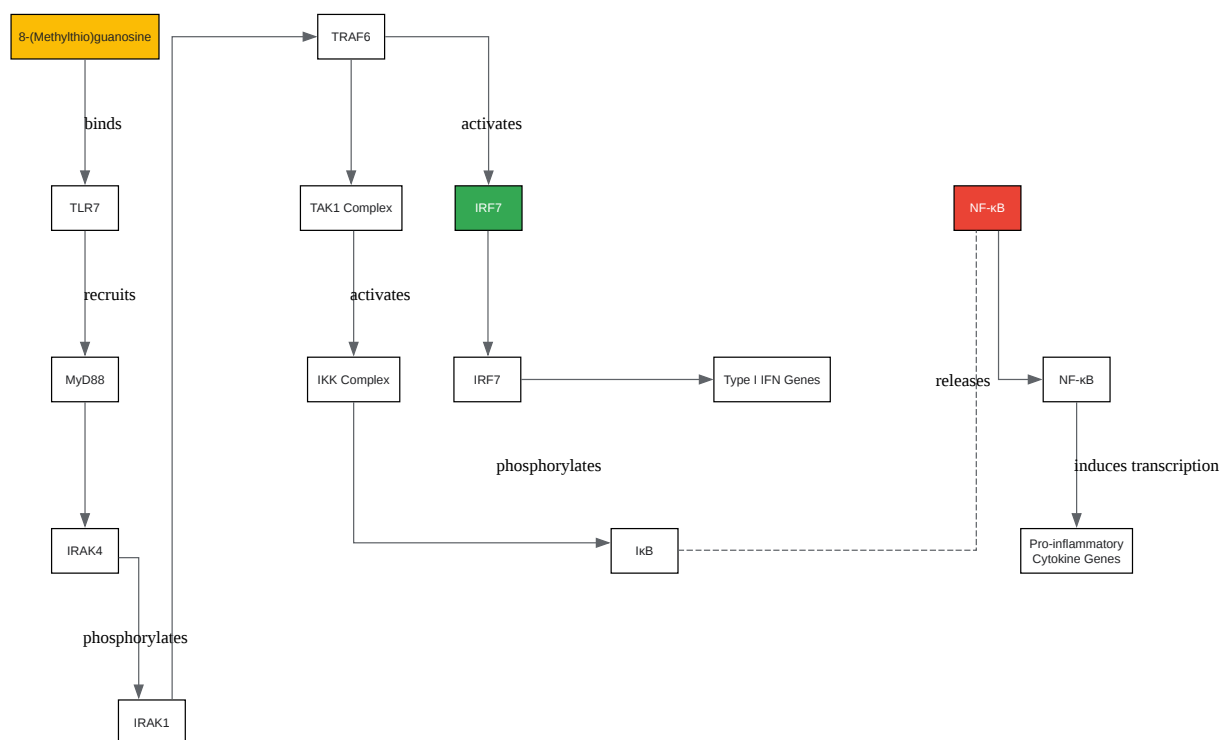 8-(Methylthio)guanosine
TRAF6
binds
activates
TLR7
TAK1 Complex
IRF7
NF-κB
recruits
activates
MyD88
IKK Complex
IRF7
Type I IFN Genes
releases
NF-κB
phosphorylates
induces transcription
IRAK4
IκB
Pro-inflammatory
Cytokine Genes
phosphorylates
IRAK1